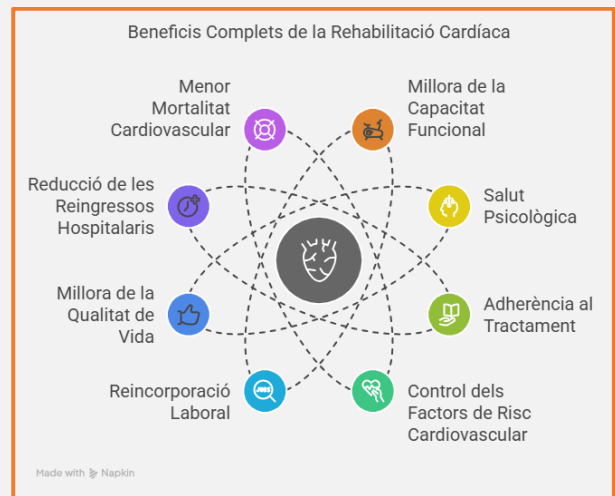 Beneficis Complets de la Rehabilitació Cardíaca
Menor
Mortalitat
Cardiovascular
Millora de la
Capacitat
Funcional
Reducció de les
Reingressos
Hospitalaris
Salut
Psicològica
Millora de la
Qualitat de
Vida
Adherència al
Tractament
Reincorporació
Laboral
JOBS
Control dels
Factors de Risc
Cardiovascular
Made with Napkin